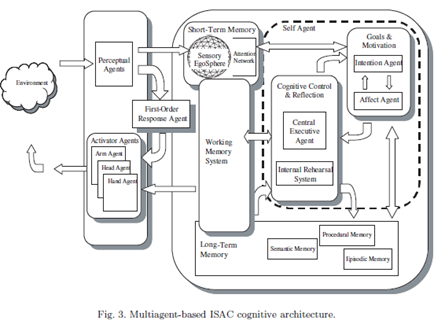 Environment
Perceptual
Agents
First-Order
Response Agent
Activator Agents
Arm Agent
Head Agent
Hand Agent
Short-Term Memory
Sensory
EgoSphere
Attention
Network
Working
Memory
System
Long-Term
Memory
Self Agent
Cognitive Control
& Reflection
Central
Executive
Agent
Internal Rehearsal
System
Goals &
Motivation
Intention Agent
Affect Agent
Semantic Memory
Procedural Memory
Episodic Memory
Fig. 3. Multiagent-based ISAC cognitive architecture.